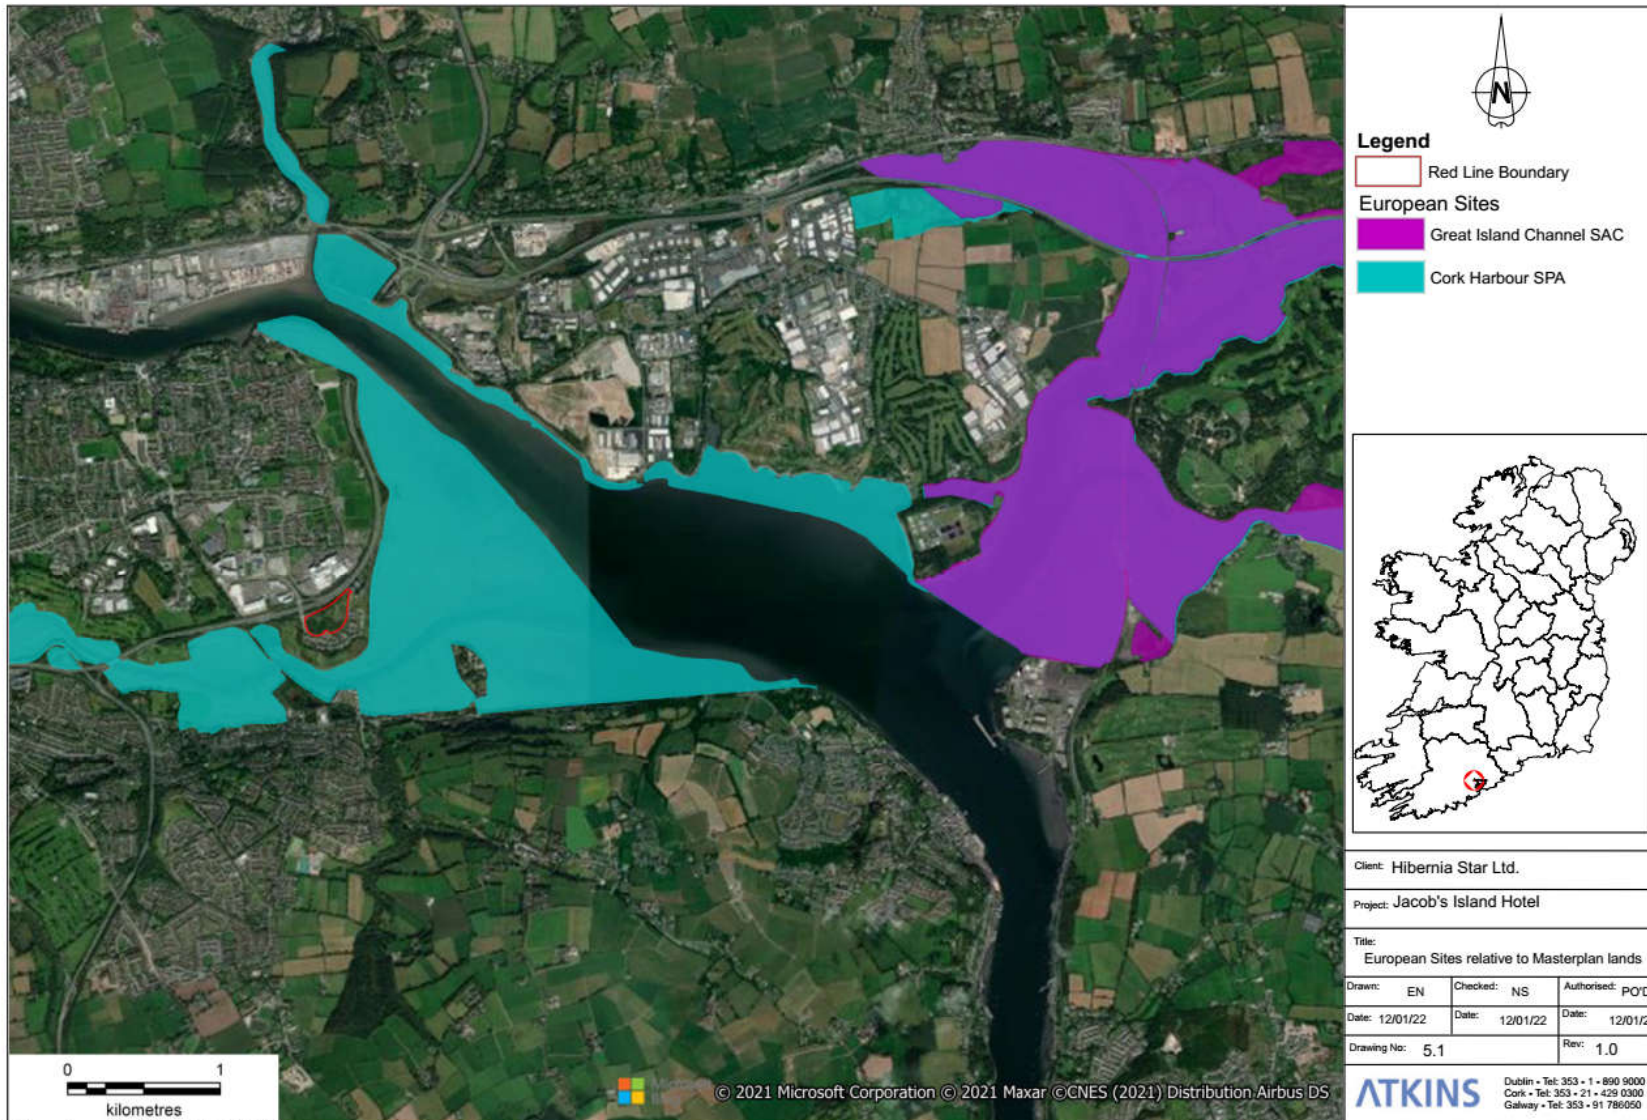 N
Legend
Red Line Boundary
European Sites
Great Island Channel SAC
Cork Harbour SPA
Client: Hibernia Star Ltd.
Project: Jacob's Island Hotel
Title:
European Sites relative to Masterplan lands
Drawn: EN Checked: NS Authorised: PO'D
Date: 12/01/22 Date: 12/01/22 Date: 12/01/2
Drawing No: 5.1 Rev: 1.0
ATKINS
Dublin - Tel: 353 - 1 - 890 9000
Cork - Tel: 353 - 21 - 429 0300
Galway - Tel: 353 - 91 786050
0 1
kilometres
© 2021 Microsoft Corporation © 2021 Maxar ©CNES (2021) Distribution Airbus DS